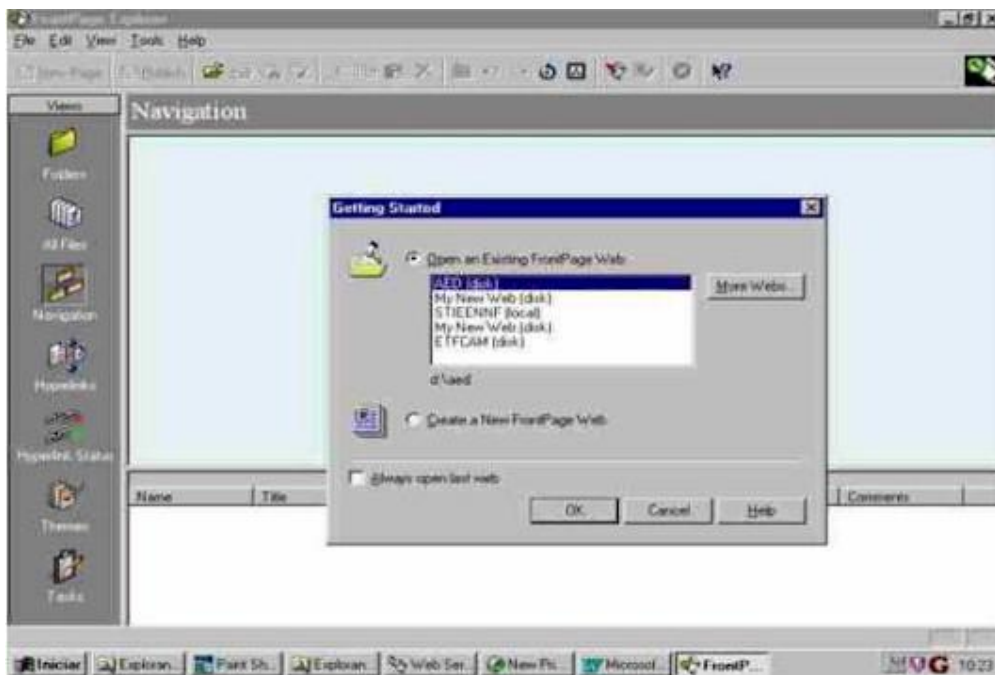 FrontPage Explorer
File Edit View Tools Help
New Page Publish
Views
Navigation
Folders
All Files
Navigation
Hyperlinks
Hyperlink Status
Themes
Tasks
Getting Started
Open an Existing FrontPage Web
AED (disk)
My New Web (disk)
STIEENNF (local)
My New Web (disk)
ETFCAM (disk)
More Webs...
d:\aed
Create a New FrontPage Web
Always open last web
OK Cancel Help
Name Title Comments
Iniciar Exploran... Paint Sh... Exploran... Web Ser... Microsof... FrontP... 10:23